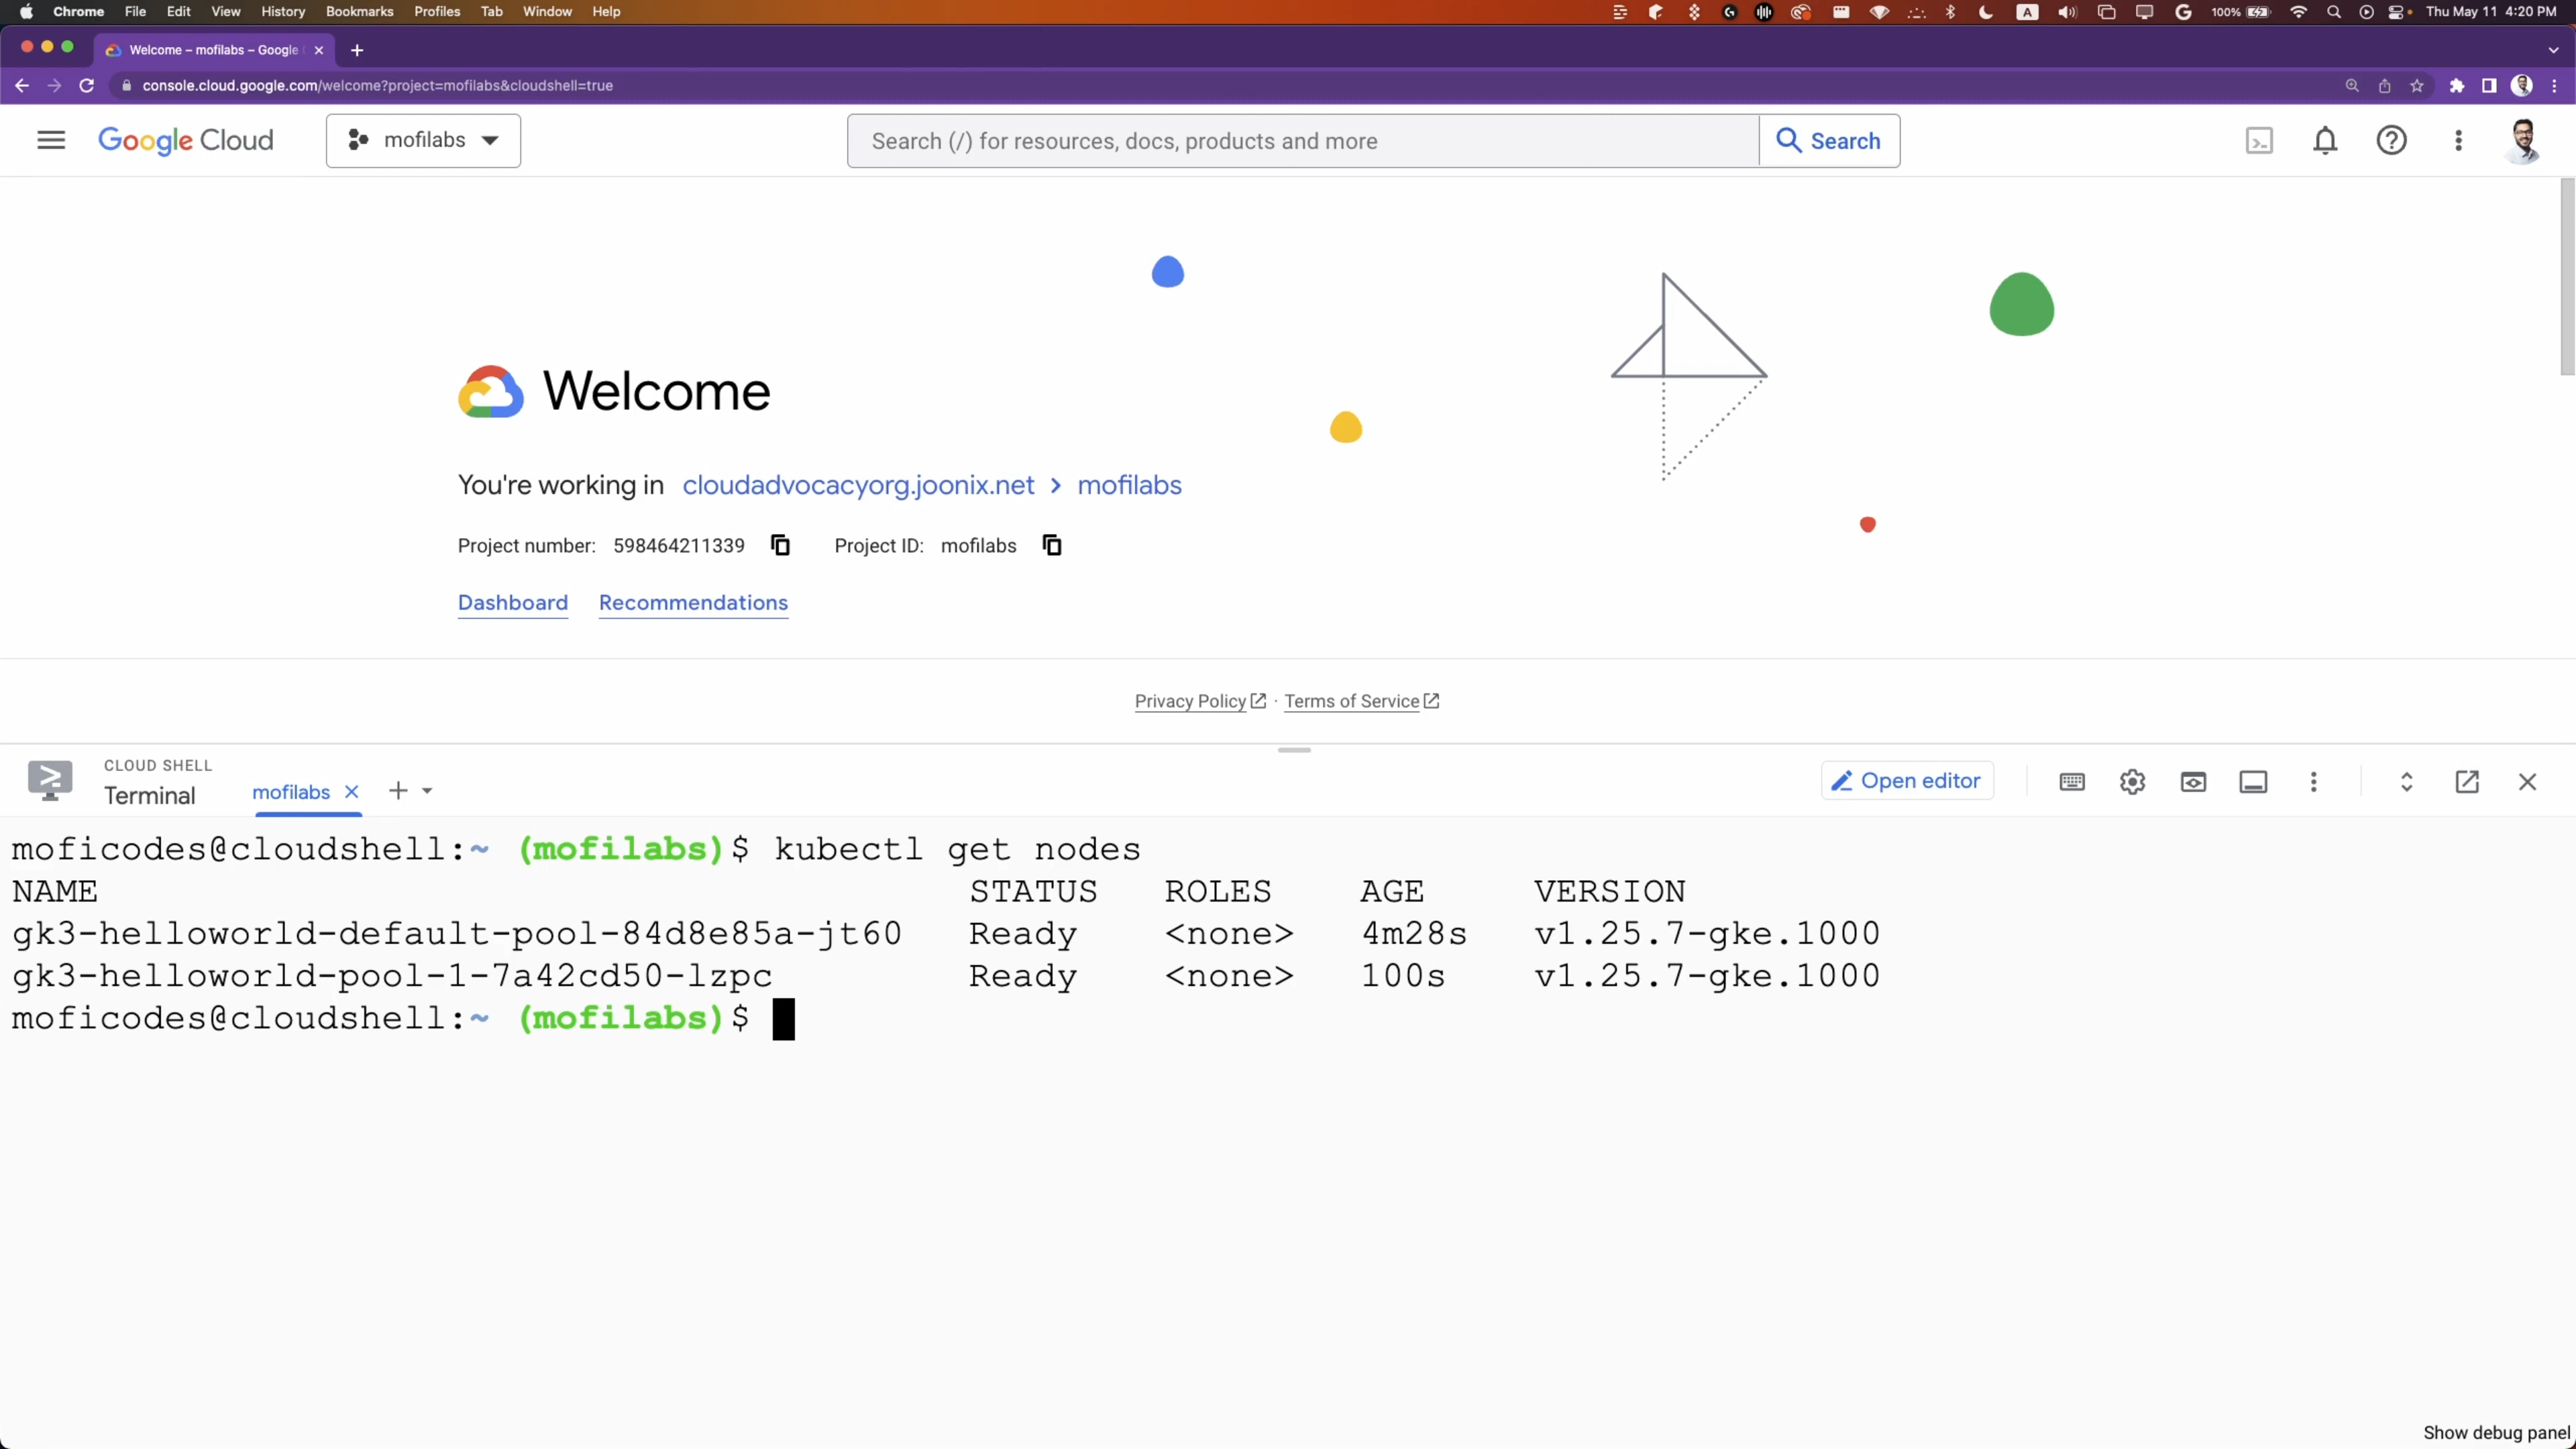 Chrome File Edit View History Bookmarks Profiles Tab Window Help 100% Thu May 11 4:20 PM
Welcome – mofilabs – Google
console.cloud.google.com/welcome?project=mofilabs&cloudshell=true
Google Cloud mofilabs Search (/) for resources, docs, products and more Search
Welcome
You're working in cloudadvocacyorg.joonix.net > mofilabs
Project number: 598464211339 Project ID: mofilabs
Dashboard Recommendations
Privacy Policy · Terms of Service
CLOUD SHELL
Terminal mofilabs Open editor
moficodes@cloudshell:~ (mofilabs)$ kubectl get nodes
NAME STATUS ROLES AGE VERSION
gk3-helloworld-default-pool-84d8e85a-jt60 Ready <none> 4m28s v1.25.7-gke.1000
gk3-helloworld-pool-1-7a42cd50-lzpc Ready <none> 100s v1.25.7-gke.1000
moficodes@cloudshell:~ (mofilabs)$
Show debug panel